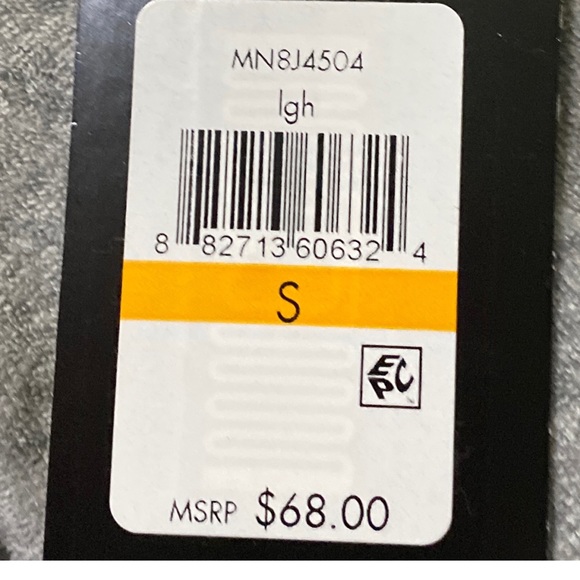 MN8J4504
lgh
8 82713 60632 4
S
EPC
MSRP $68.00